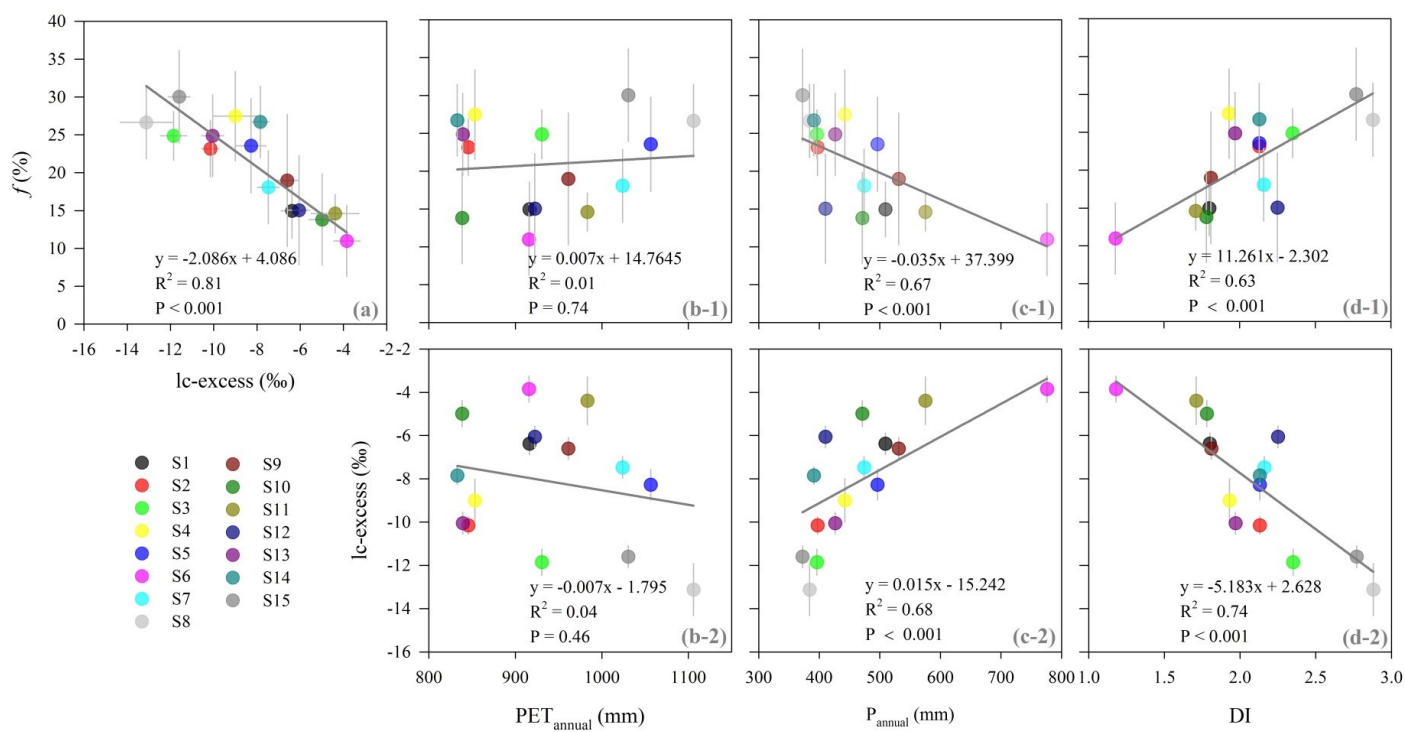 40
35
30
25
20
15
10
5
0
f (%)
-16
-14
-12
-10
-8
-6
-4
-2
lc-excess (‰)
y = -2.086x + 4.086
R² = 0.81
P < 0.001
(a)
y = 0.007x + 14.7645
R² = 0.01
P = 0.74
(b-1)
y = -0.035x + 37.399
R² = 0.67
P < 0.001
(c-1)
y = 11.261x - 2.302
R² = 0.63
P < 0.001
(d-1)
S1
S2
S3
S4
S5
S6
S7
S8
S9
S10
S11
S12
S13
S14
S15
-2
-4
-6
-8
-10
-12
-14
-16
lc-excess (‰)
y = -0.007x - 1.795
R² = 0.04
P = 0.46
(b-2)
800
900
1000
1100
PETannual (mm)
y = 0.015x - 15.242
R² = 0.68
P < 0.001
(c-2)
300
400
500
600
700
800
Pannual (mm)
y = -5.183x + 2.628
R² = 0.74
P < 0.001
(d-2)
1.0
1.5
2.0
2.5
3.0
DI